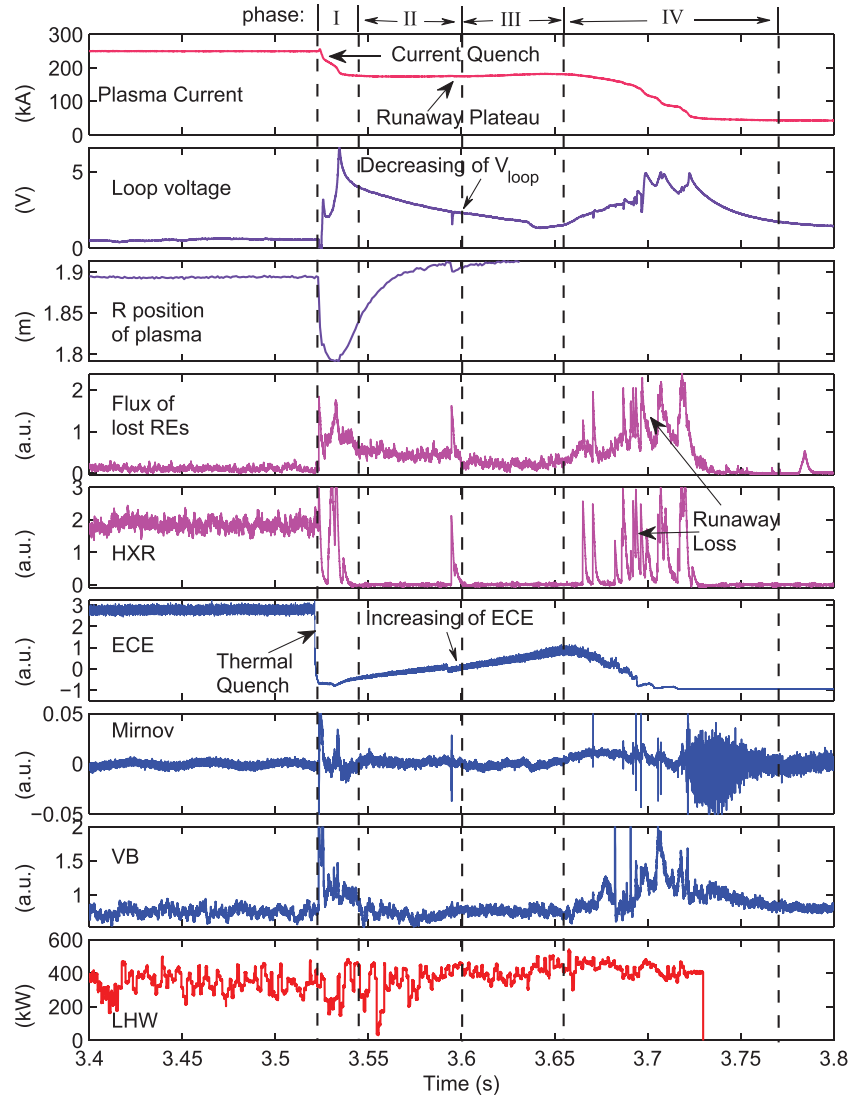 phase: I II III IV
300
200
100
0
(kA)
Current Quench
Plasma Current
Runaway Plateau
5
0
(V)
Decreasing of Vloop
Loop voltage
1.9
1.85
1.8
(m)
R position
of plasma
2
1
0
(a.u.)
Flux of
lost REs
3
2
1
0
(a.u.)
Runaway
Loss
HXR
3
2
1
0
−1
(a.u.)
Increasing of ECE
ECE
Thermal
Quench
0.05
0
−0.05
(a.u.)
Mirnov
2
1.5
1
(a.u.)
VB
600
400
200
0
(kW)
LHW
3.4 3.45 3.5 3.55 3.6 3.65 3.7 3.75 3.8
Time (s)